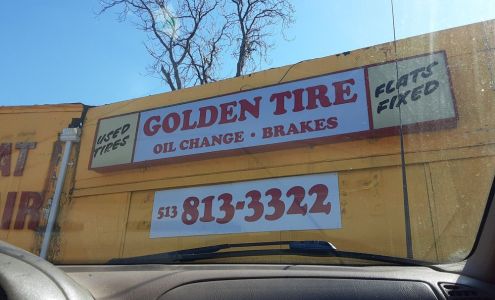 USED
TIRES
GOLDEN TIRE
OIL CHANGE • BRAKES
FLATS
FIXED
513 813-3322